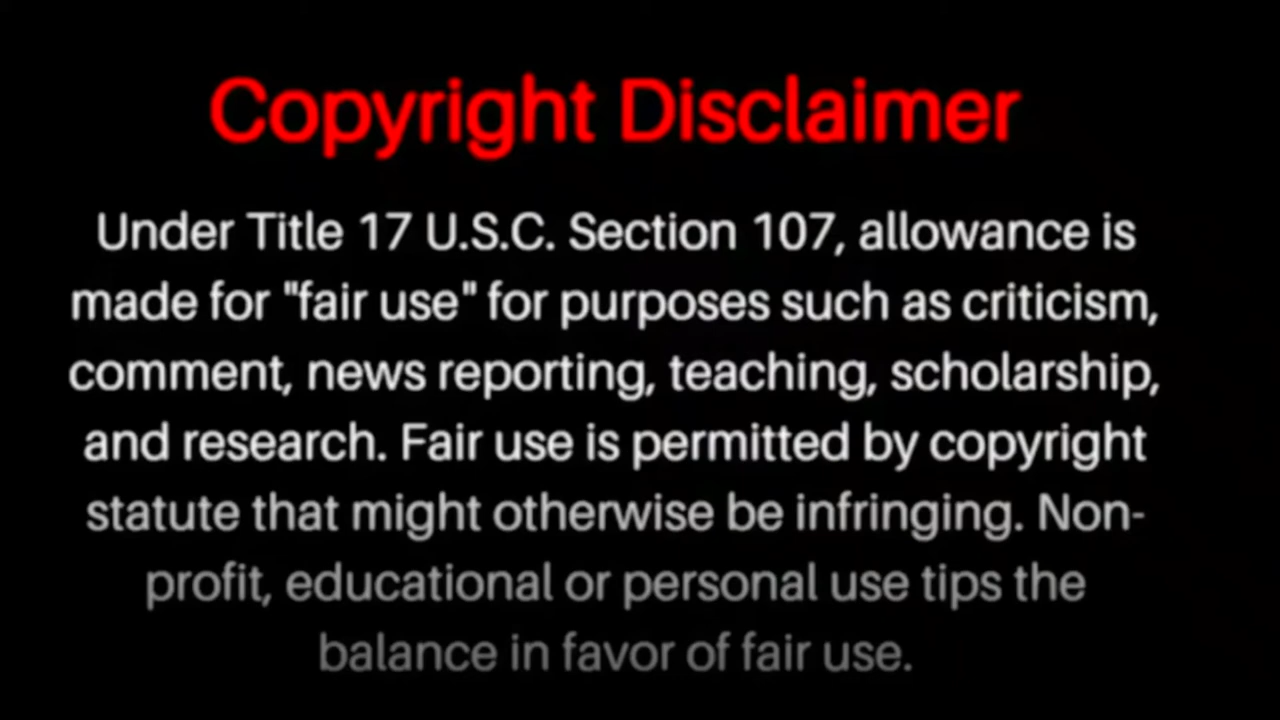 Copyright Disclaimer
Under Title 17 U.S.C. Section 107, allowance is
made for "fair use" for purposes such as criticism,
comment, news reporting, teaching, scholarship,
and research. Fair use is permitted by copyright
statute that might otherwise be infringing. Non-
profit, educational or personal use tips the
balance in favor of fair use.